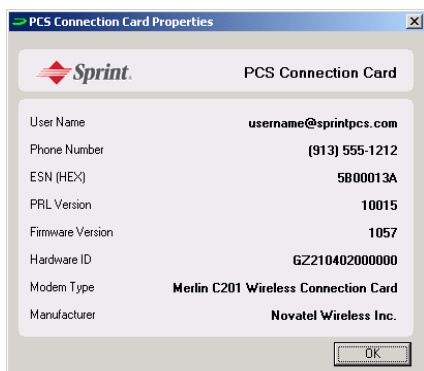 PCS Connection Card Properties
Sprint. PCS Connection Card
User Name username@sprintpcs.com
Phone Number (913) 555-1212
ESN (HEX) 5B00013A
PRL Version 10015
Firmware Version 1057
Hardware ID GZ210402000000
Modem Type Merlin C201 Wireless Connection Card
Manufacturer Novatel Wireless Inc.
OK